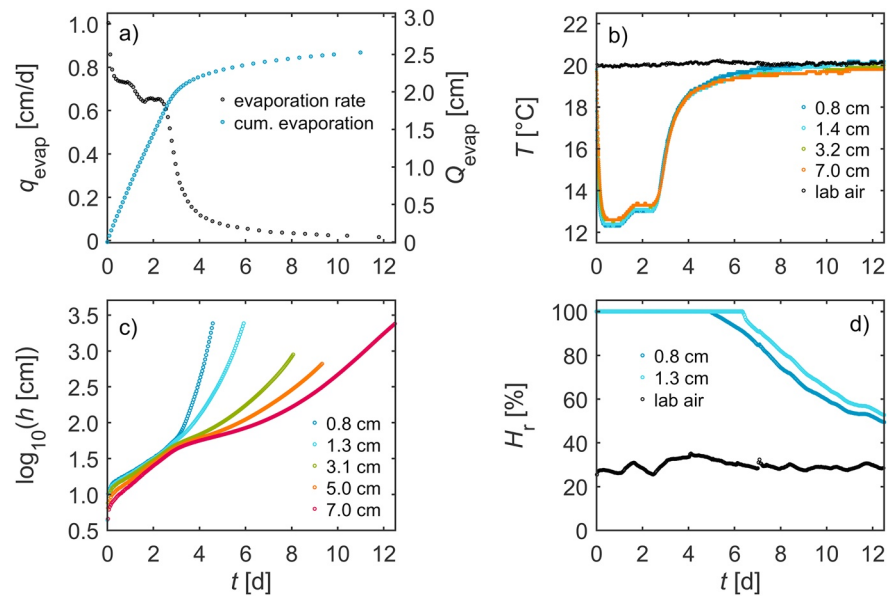 a)
1.0
0.8
0.6
0.4
0.2
0
q_evap [cm/d]
3.0
2.5
2.0
1.5
1.0
0.5
0
Q_evap [cm]
evaporation rate
cum. evaporation
0 2 4 6 8 10 12
b)
22
20
18
16
14
12
T [°C]
0.8 cm
1.4 cm
3.2 cm
7.0 cm
lab air
0 2 4 6 8 10 12
c)
3.5
3.0
2.5
2.0
1.5
1.0
0.5
log10(h [cm])
0.8 cm
1.3 cm
3.1 cm
5.0 cm
7.0 cm
0 2 4 6 8 10 12
t [d]
d)
100
80
60
40
20
0
H_r [%]
0.8 cm
1.3 cm
lab air
0 2 4 6 8 10 12
t [d]